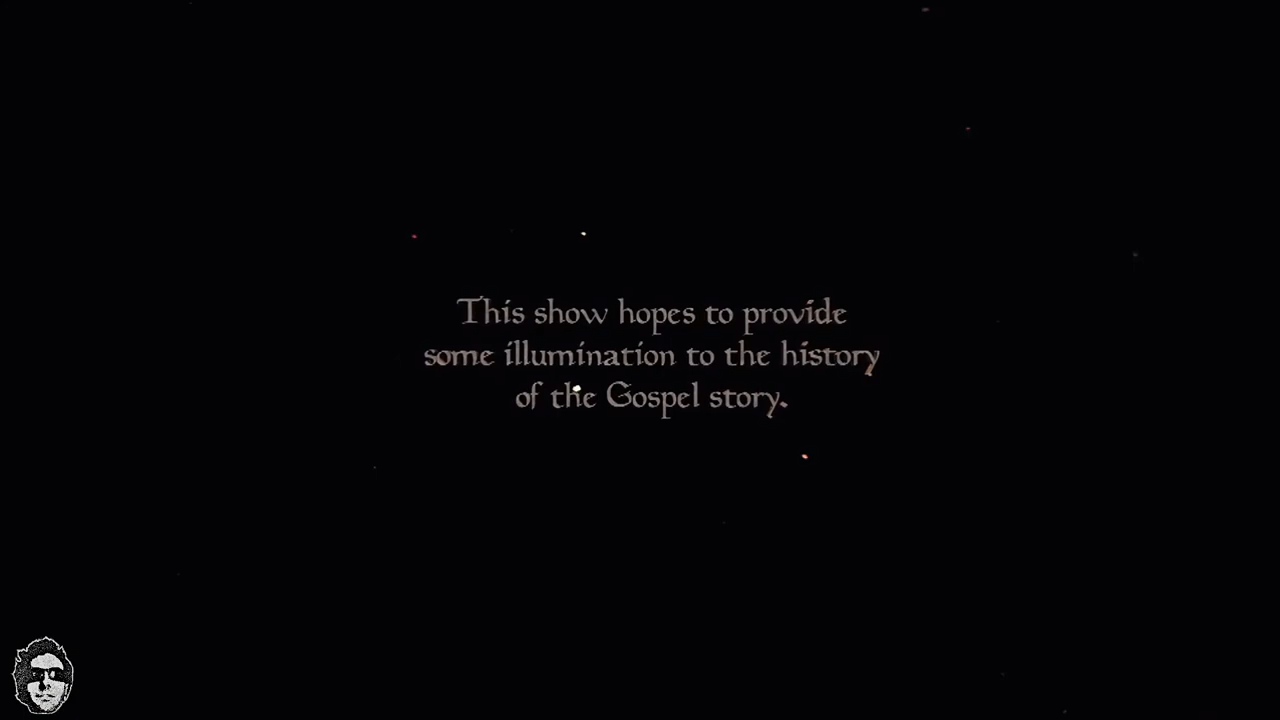 This show hopes to provide
some illumination to the history
of the Gospel story.